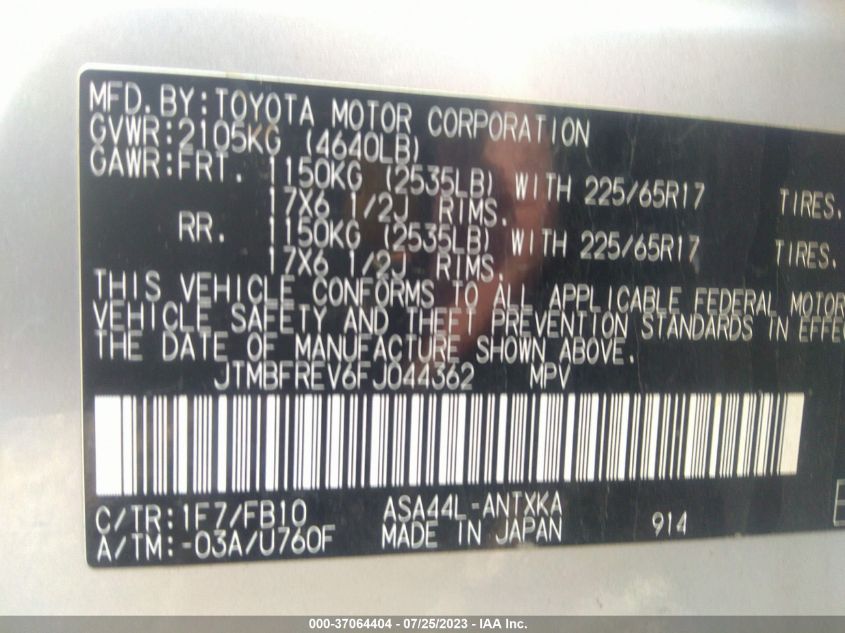 MFD.BY:TOYOTA MOTOR CORPORATION
GVWR:2105KG (4640LB)
GAWR:FRT. 1150KG (2535LB) WITH 225/65R17 TIRES.
17X6 1/2J RIMS.
RR. 1150KG (2535LB) WITH 225/65R17 TIRES.
17X6 1/2J RIMS.
THIS VEHICLE CONFORMS TO ALL APPLICABLE FEDERAL MOTOR
VEHICLE SAFETY AND THEFT PREVENTION STANDARDS IN EFFE
THE DATE OF MANUFACTURE SHOWN ABOVE.
JTMBFREV6FJ044362 MPV
C/TR:1F7/FB10 ASA44L-ANTXKA
A/TM:-03A/U760F MADE IN JAPAN 914
000-37064404 - 07/25/2023 - IAA Inc.